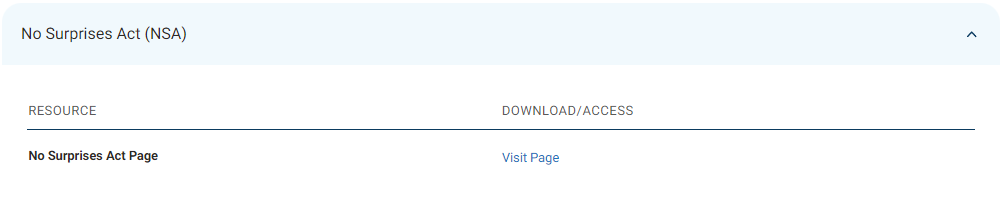 No Surprises Act (NSA)
RESOURCE DOWNLOAD/ACCESS
No Surprises Act Page Visit Page